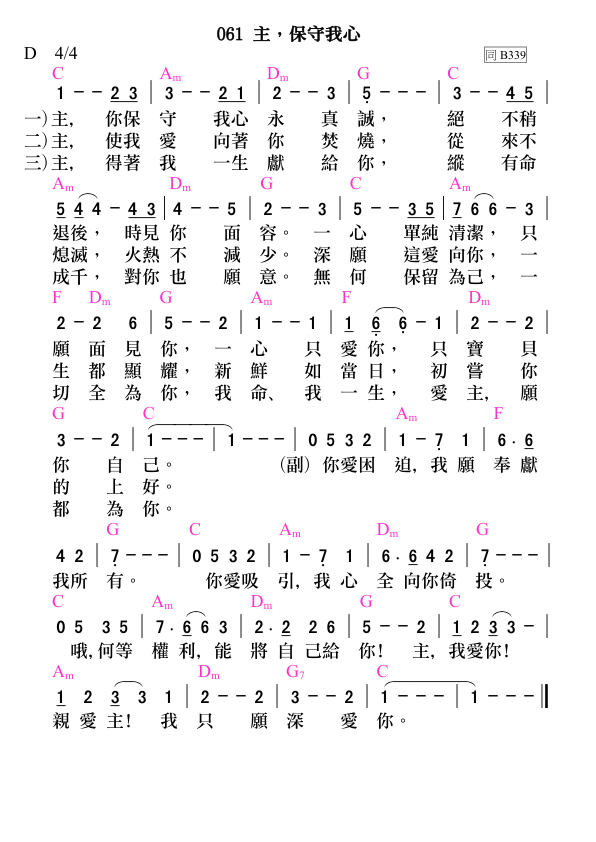 061 主，保守我心
D 4/4 同 B339
C Am Dm G C
1 - - 2 3 | 3 - - 2 1 | 2 - - 3 | 5 - - - | 3 - - 4 5 |
一)主, 你保 守 我心 永 真 誠， 絕 不稍
二)主, 使我 愛 向著 你 焚 燒， 從 來不
三)主, 得著 我 一生 獻 給 你， 縱 有命
Am Dm G C Am
5 4 4 - 4 3 | 4 - - 5 | 2 - - 3 | 5 - - 3 5 | 7 6 6 - 3 |
退後， 時見 你 面 容。 一 心 單純 清潔， 只
熄滅， 火熱 不 減 少。 深 願 這愛 向你， 一
成千， 對你 也 願 意。 無 何 保留 為己， 一
F Dm G Am F Dm
2 - 2 6 | 5 - - 2 | 1 - - 1 | 1 6 6 - 1 | 2 - - 2 |
願 面 見 你， 一 心 只 愛 你， 只 寶 貝
生 都 顯 耀， 新 鮮 如 當 日， 初 嘗 你
切 全 為 你， 我 命、 我 一 生， 愛 主, 願
G C Am F
3 - - 2 | 1 - - - | 1 - - - | 0 5 3 2 | 1 - 7 1 | 6 . 6
你 自 己。 (副) 你愛困 迫, 我 願 奉 獻
的 上 好。
都 為 你。
G C Am Dm G
4 2 | 7 - - - | 0 5 3 2 | 1 - 7 1 | 6 . 6 4 2 | 7 - - - |
我所 有。 你愛吸 引, 我 心 全 向你倚 投。
C Am Dm G C
0 5 3 5 | 7 . 6 6 3 | 2 . 2 2 6 | 5 - - 2 | 1 2 3 3 - |
哦, 何等 權 利, 能 將 自 己給 你! 主, 我愛你!
Am Dm G7 C
1 2 3 3 1 | 2 - - 2 | 3 - - 2 | 1 - - - | 1 - - - ‖
親 愛 主! 我 只 願 深 愛 你。